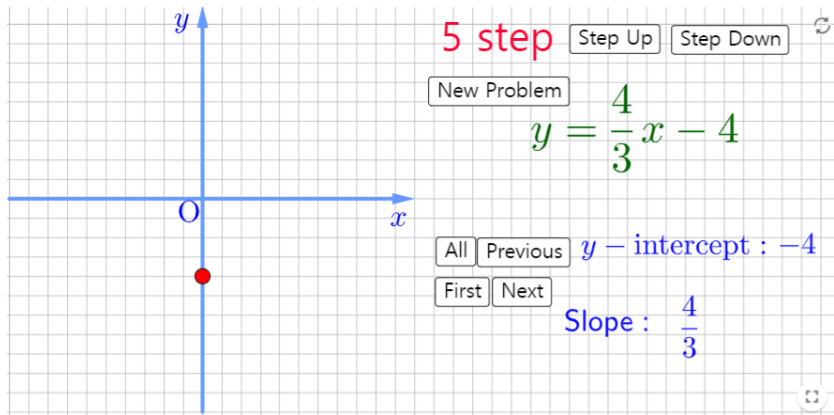 y
5 step
Step Up
Step Down
New Problem
y = 4/3 x − 4
O
x
All
Previous
y − intercept : −4
First
Next
Slope : 4/3